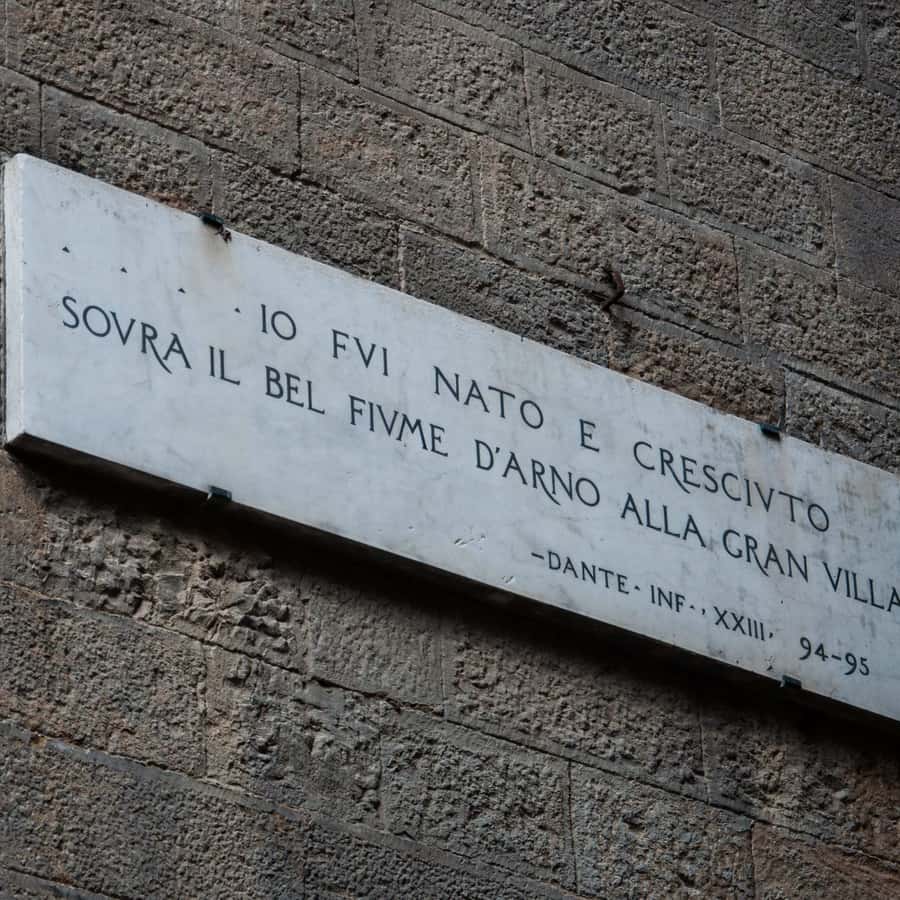 IO FVI NATO E CRESCIVTO
SOVRA IL BEL FIVME D'ARNO ALLA GRAN VILLA
-DANTE· INF·, XXIII, 94-95